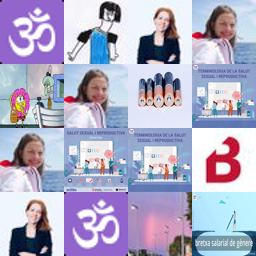 ॐ
TERMINOLOGIA DE LA SALUT
SEXUAL I REPRODUCTIVA
SALUT SEXUAL I REPRODUCTIVA
TERMINOLOGIA DE LA SALUT
SEXUAL I REPRODUCTIVA
B
ॐ
bretxa salarial de gènere